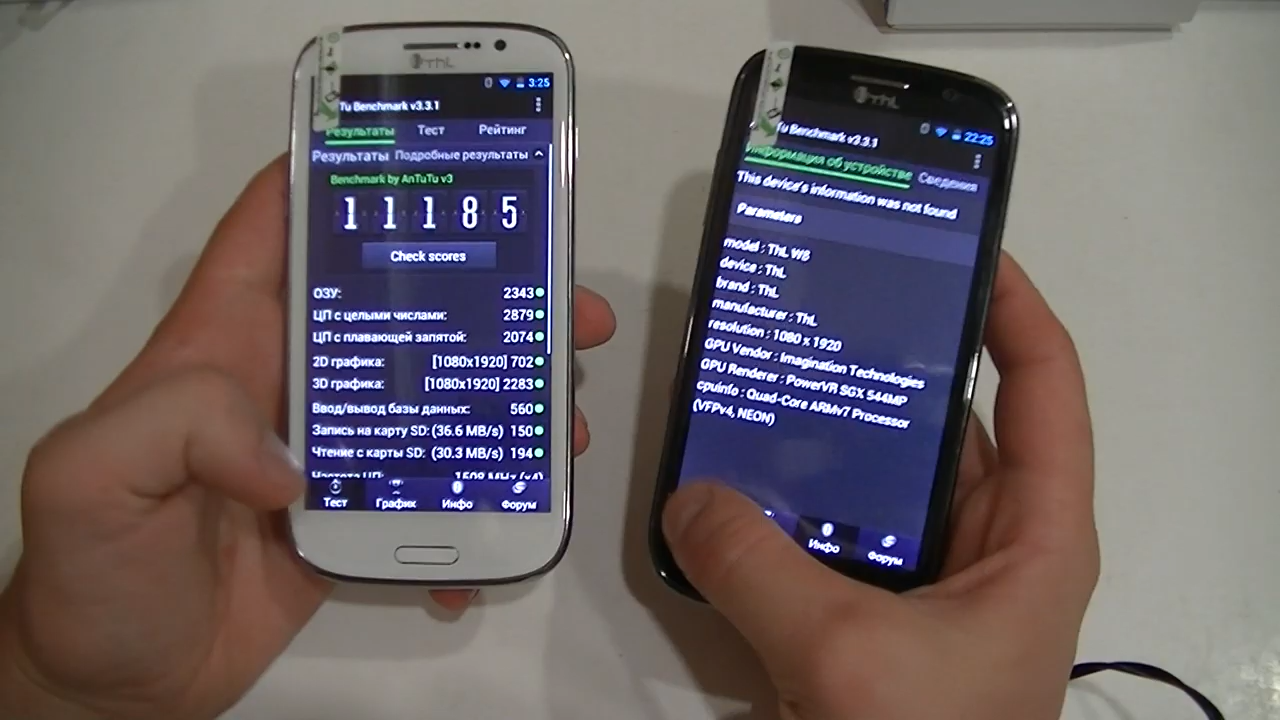 ThL
3:25
Tu Benchmark v3.3.1
Результаты Тест Рейтинг
Результаты Подробные результаты
Benchmark by AnTuTu v3
11185
Check scores
ОЗУ: 2343
ЦП с целыми числами: 2879
ЦП с плавающей запятой: 2074
2D графика: [1080x1920] 702
3D графика: [1080x1920] 2283
Ввод/вывод базы данных: 560
Запись на карту SD: (36.6 MB/s) 150
Чтение с карты SD: (30.3 MB/s) 194
Частота ЦП: 1508 MHz (x4)
Тест График Инфо Форум
ThL
22:25
Tu Benchmark v3.3.1
Информация об устройстве Сведения
This device's information was not found
Parameters
model : ThL W8
device : ThL
brand : ThL
manufacturer : ThL
resolution : 1080 x 1920
GPU Vendor : Imagination Technologies
GPU Renderer : PowerVR SGX 544MP
cpuinfo : Quad-Core ARMv7 Processor
(VFPv4, NEON)
Инфо Форум